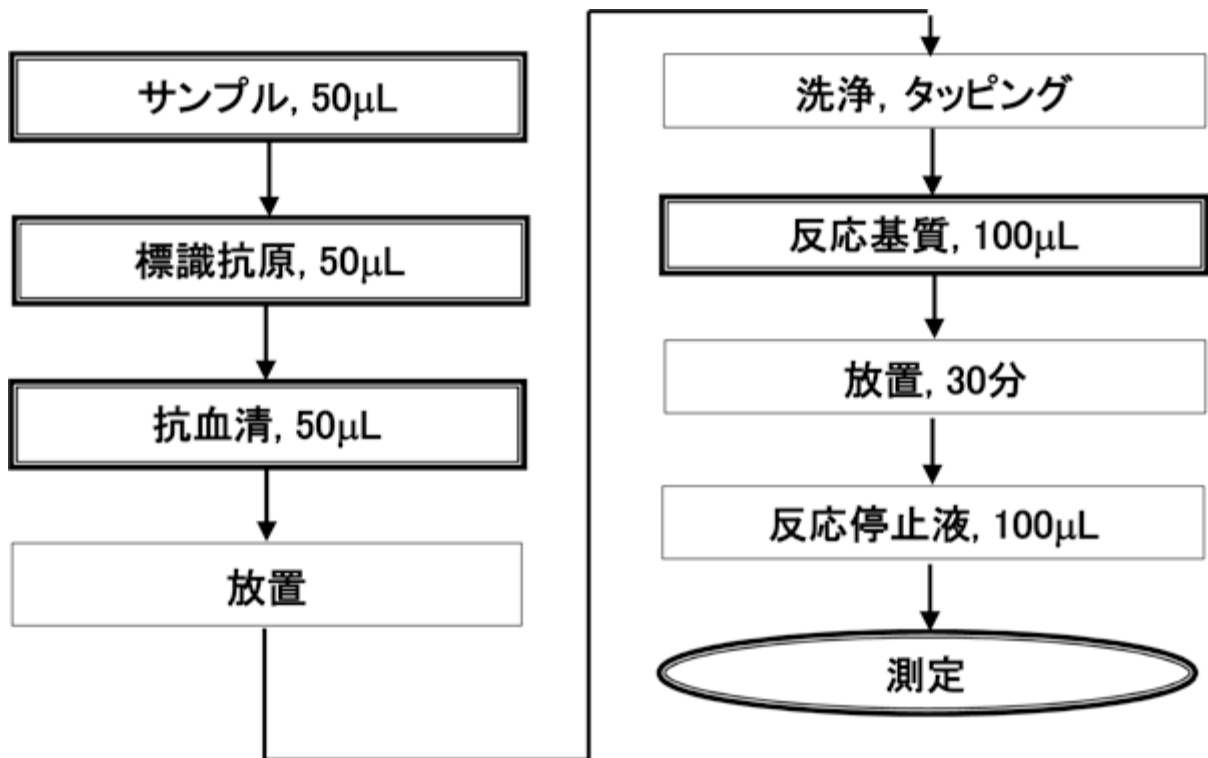 サンプル, 50μL
標識抗原, 50μL
抗血清, 50μL
放置
洗浄, タッピング
反応基質, 100μL
放置, 30分
反応停止液, 100μL
測定